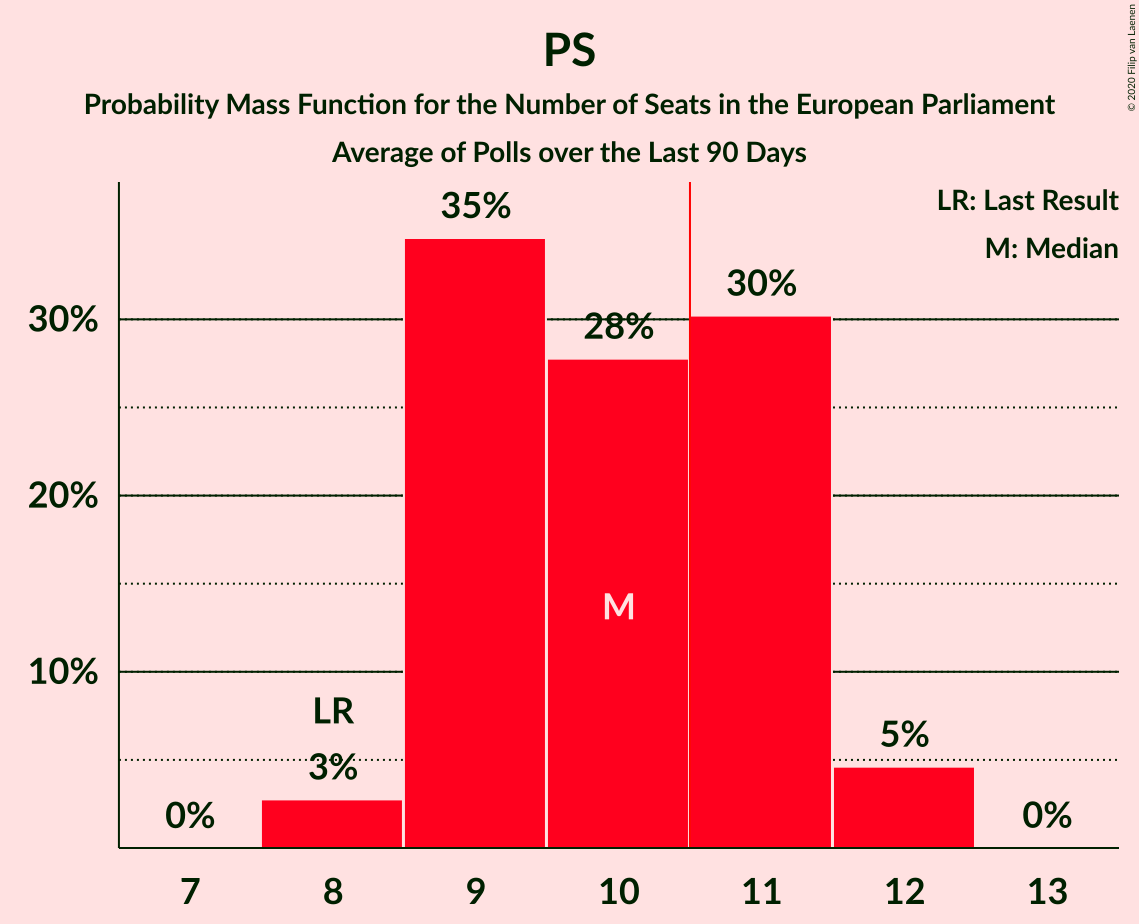 PS
Probability Mass Function for the Number of Seats in the European Parliament
Average of Polls over the Last 90 Days
© 2020 Filip van Laenen
LR: Last Result
M: Median
35%
30%
28%
30%
20%
M
10%
LR
5%
3%
0%
0%
7 8 9 10 11 12 13